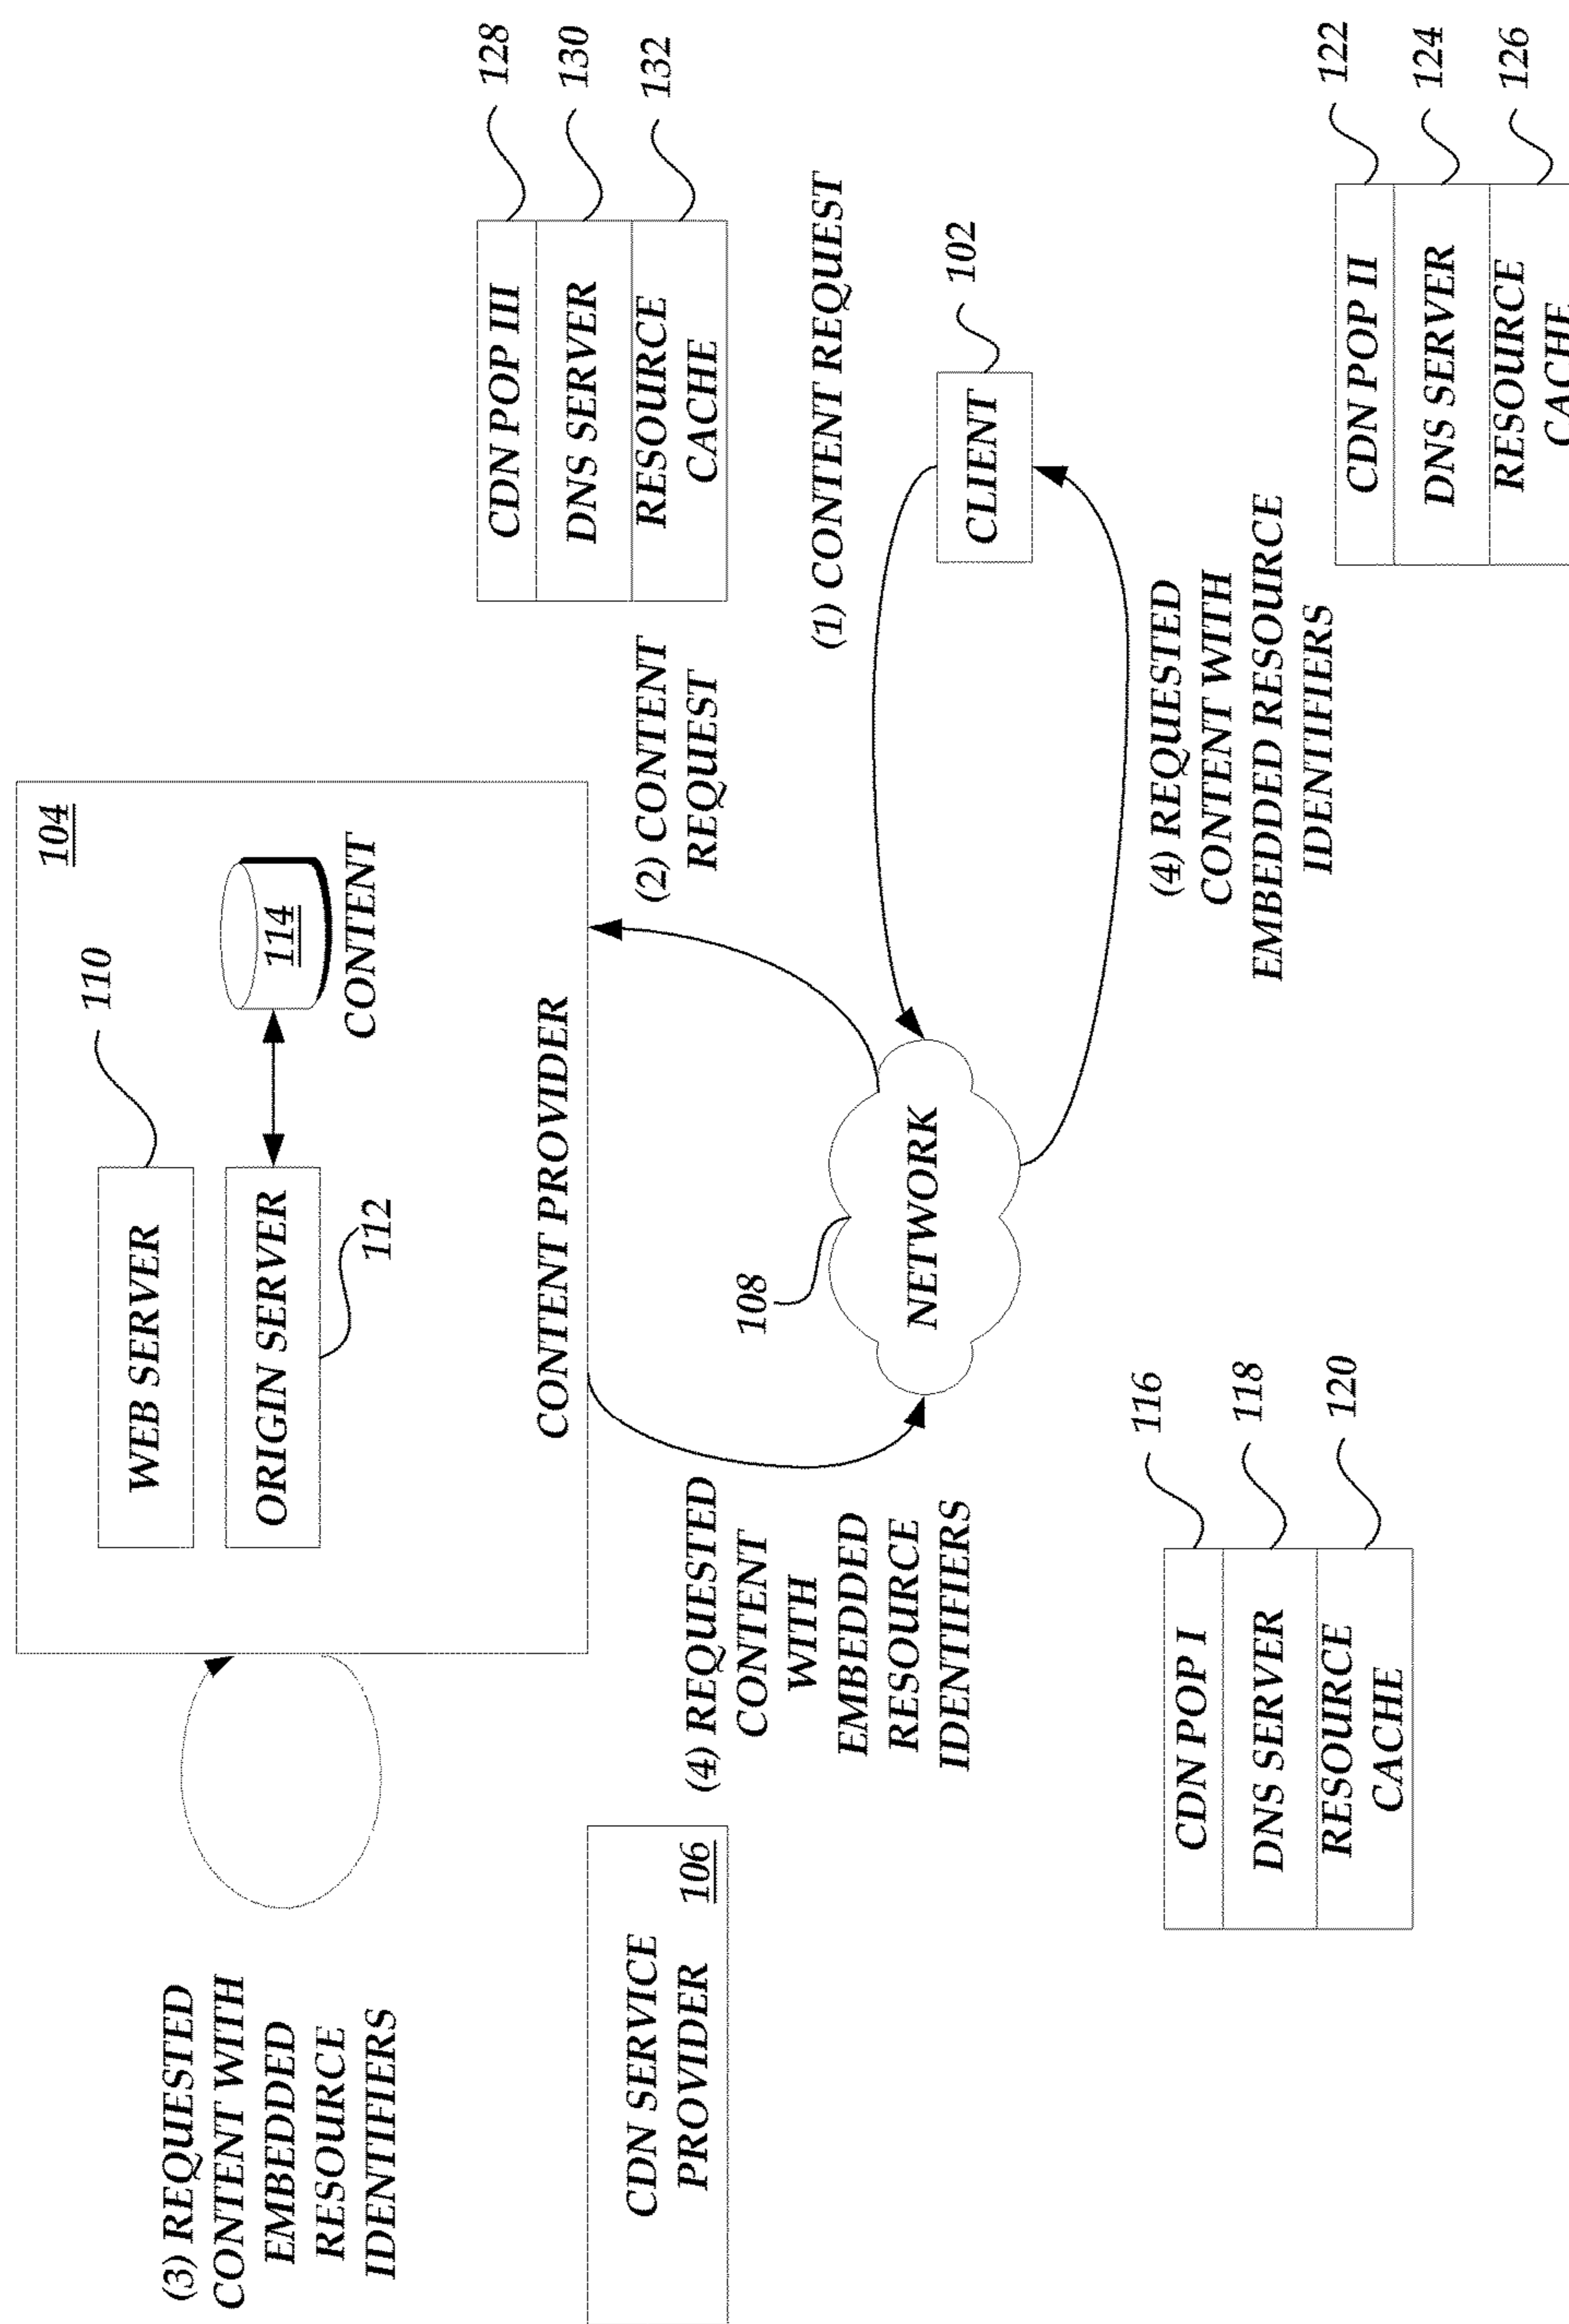 (3) REQUESTED
CONTENT WITH
EMBEDDED
RESOURCE
IDENTIFIERS
104
WEB SERVER
110
ORIGIN SERVER
112
114
CONTENT
CONTENT PROVIDER
CDN SERVICE
PROVIDER
106
(4) REQUESTED
CONTENT
WITH
EMBEDDED
RESOURCE
IDENTIFIERS
(2) CONTENT
REQUEST
CDN POP III
128
DNS SERVER
130
RESOURCE
CACHE
132
108
NETWORK
(1) CONTENT REQUEST
CLIENT
102
(4) REQUESTED
CONTENT WITH
EMBEDDED RESOURCE
IDENTIFIERS
CDN POP I
116
DNS SERVER
118
RESOURCE
CACHE
120
CDN POP II
122
DNS SERVER
124
RESOURCE
CACHE
126